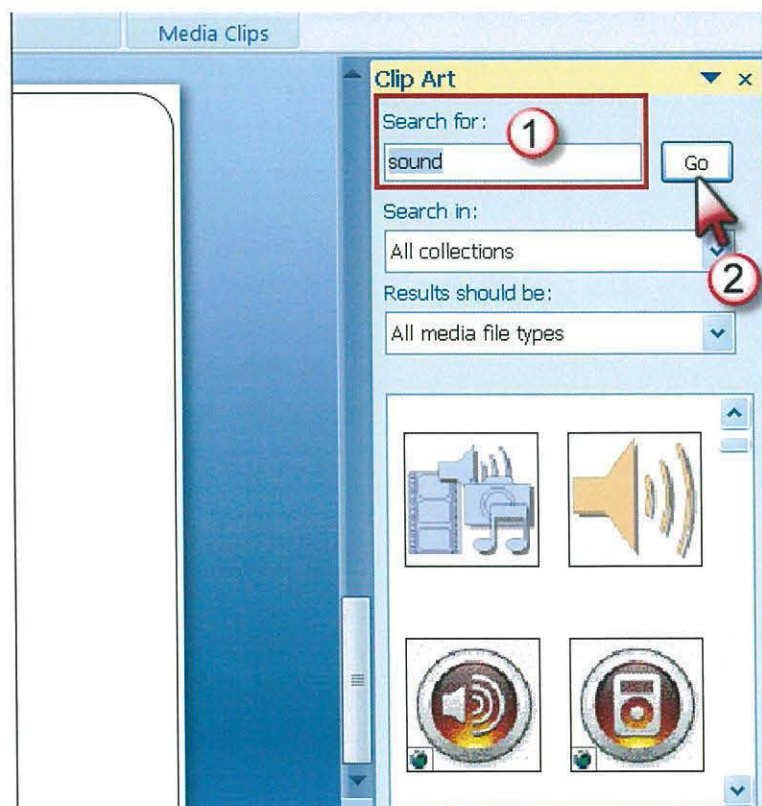 Media Clips
Clip Art
Search for:
1
sound
Go
Search in:
All collections
2
Results should be:
All media file types